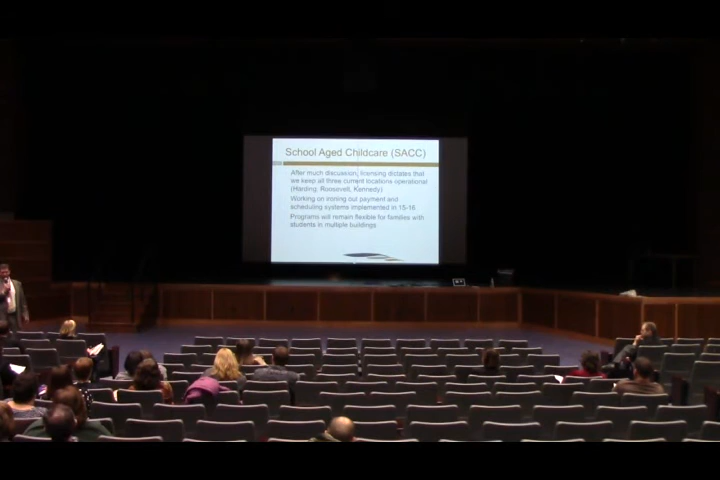 School Aged Childcare (SACC)
After much discussion, licensing dictates that
we keep all three current locations operational
(Harding, Roosevelt, Kennedy)
Working on ironing out payment and
scheduling systems implemented in 15-16
Programs will remain flexible for families with
students in multiple buildings